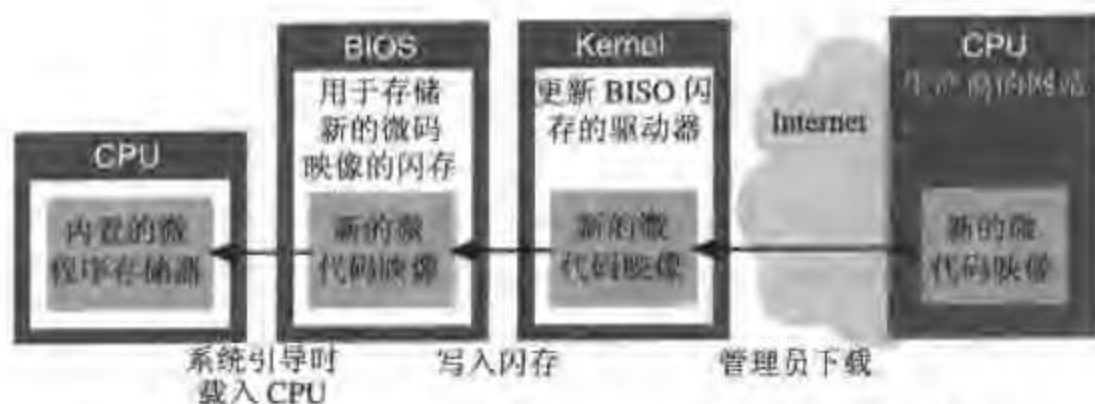 BIOS
用于存储
新的微码
映像的闪存
新的微
代码映像
Kernel
更新 BISO 闪
存的驱动器
新的微
代码映像
Internet
CPU
新的微
代码映像
CPU
内置的微
程序存储器
系统引导时
载入 CPU
写入闪存
管理员下载